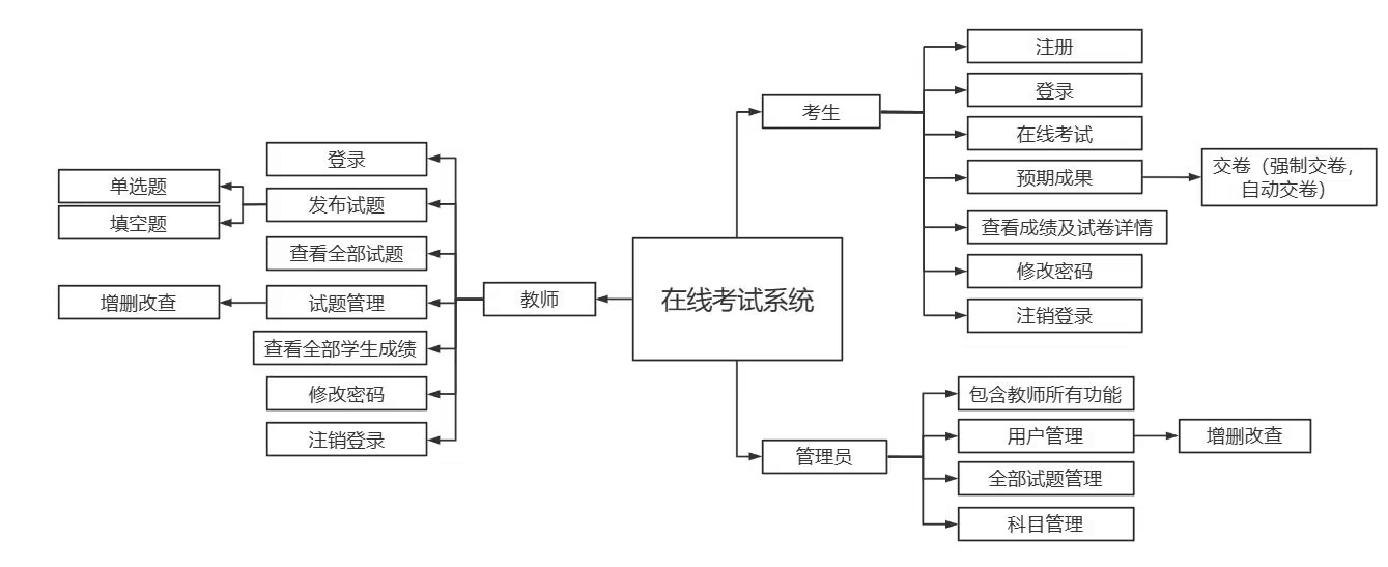 在线考试系统
考生
注册
登录
在线考试
预期成果
交卷（强制交卷，
自动交卷）
查看成绩及试卷详情
修改密码
注销登录
管理员
包含教师所有功能
用户管理
增删改查
全部试题管理
科目管理
教师
登录
发布试题
单选题
填空题
查看全部试题
试题管理
增删改查
查看全部学生成绩
修改密码
注销登录